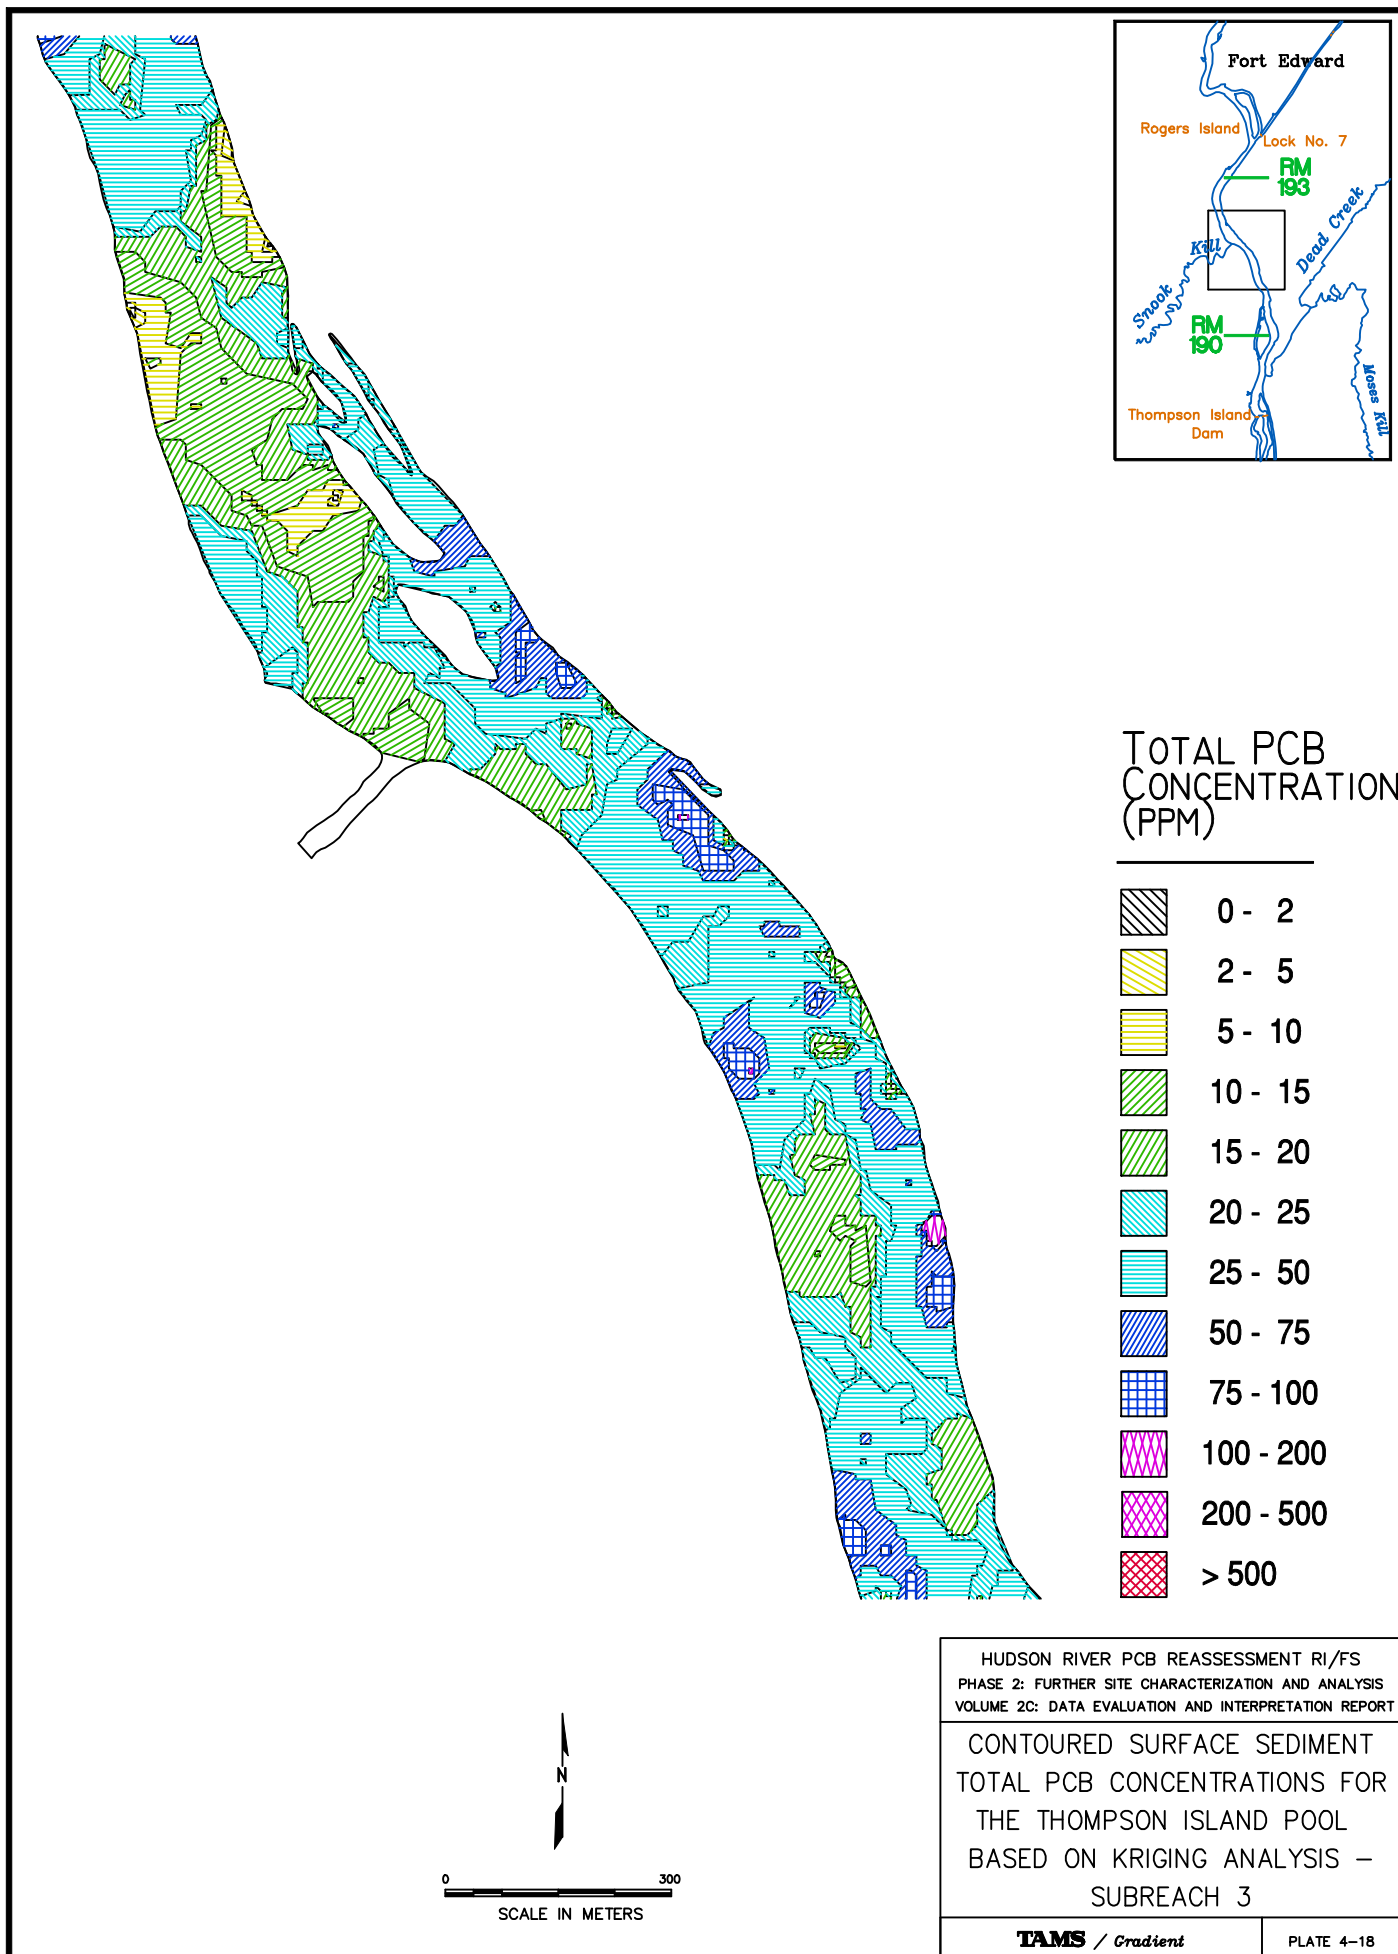 Fort Edward
Rogers Island
Lock No. 7
RM
193
Dead Creek
Kill
Snook
RM
190
Moses Kill
Thompson Island
Dam
TOTAL PCB
CONCENTRATION
(PPM)
0 - 2
2 - 5
5 - 10
10 - 15
15 - 20
20 - 25
25 - 50
50 - 75
75 - 100
100 - 200
200 - 500
> 500
HUDSON RIVER PCB REASSESSMENT RI/FS
PHASE 2: FURTHER SITE CHARACTERIZATION AND ANALYSIS
VOLUME 2C: DATA EVALUATION AND INTERPRETATION REPORT
CONTOURED SURFACE SEDIMENT
TOTAL PCB CONCENTRATIONS FOR
THE THOMPSON ISLAND POOL
BASED ON KRIGING ANALYSIS –
SUBREACH 3
TAMS / Gradient
PLATE 4–18
N
0 300
SCALE IN METERS